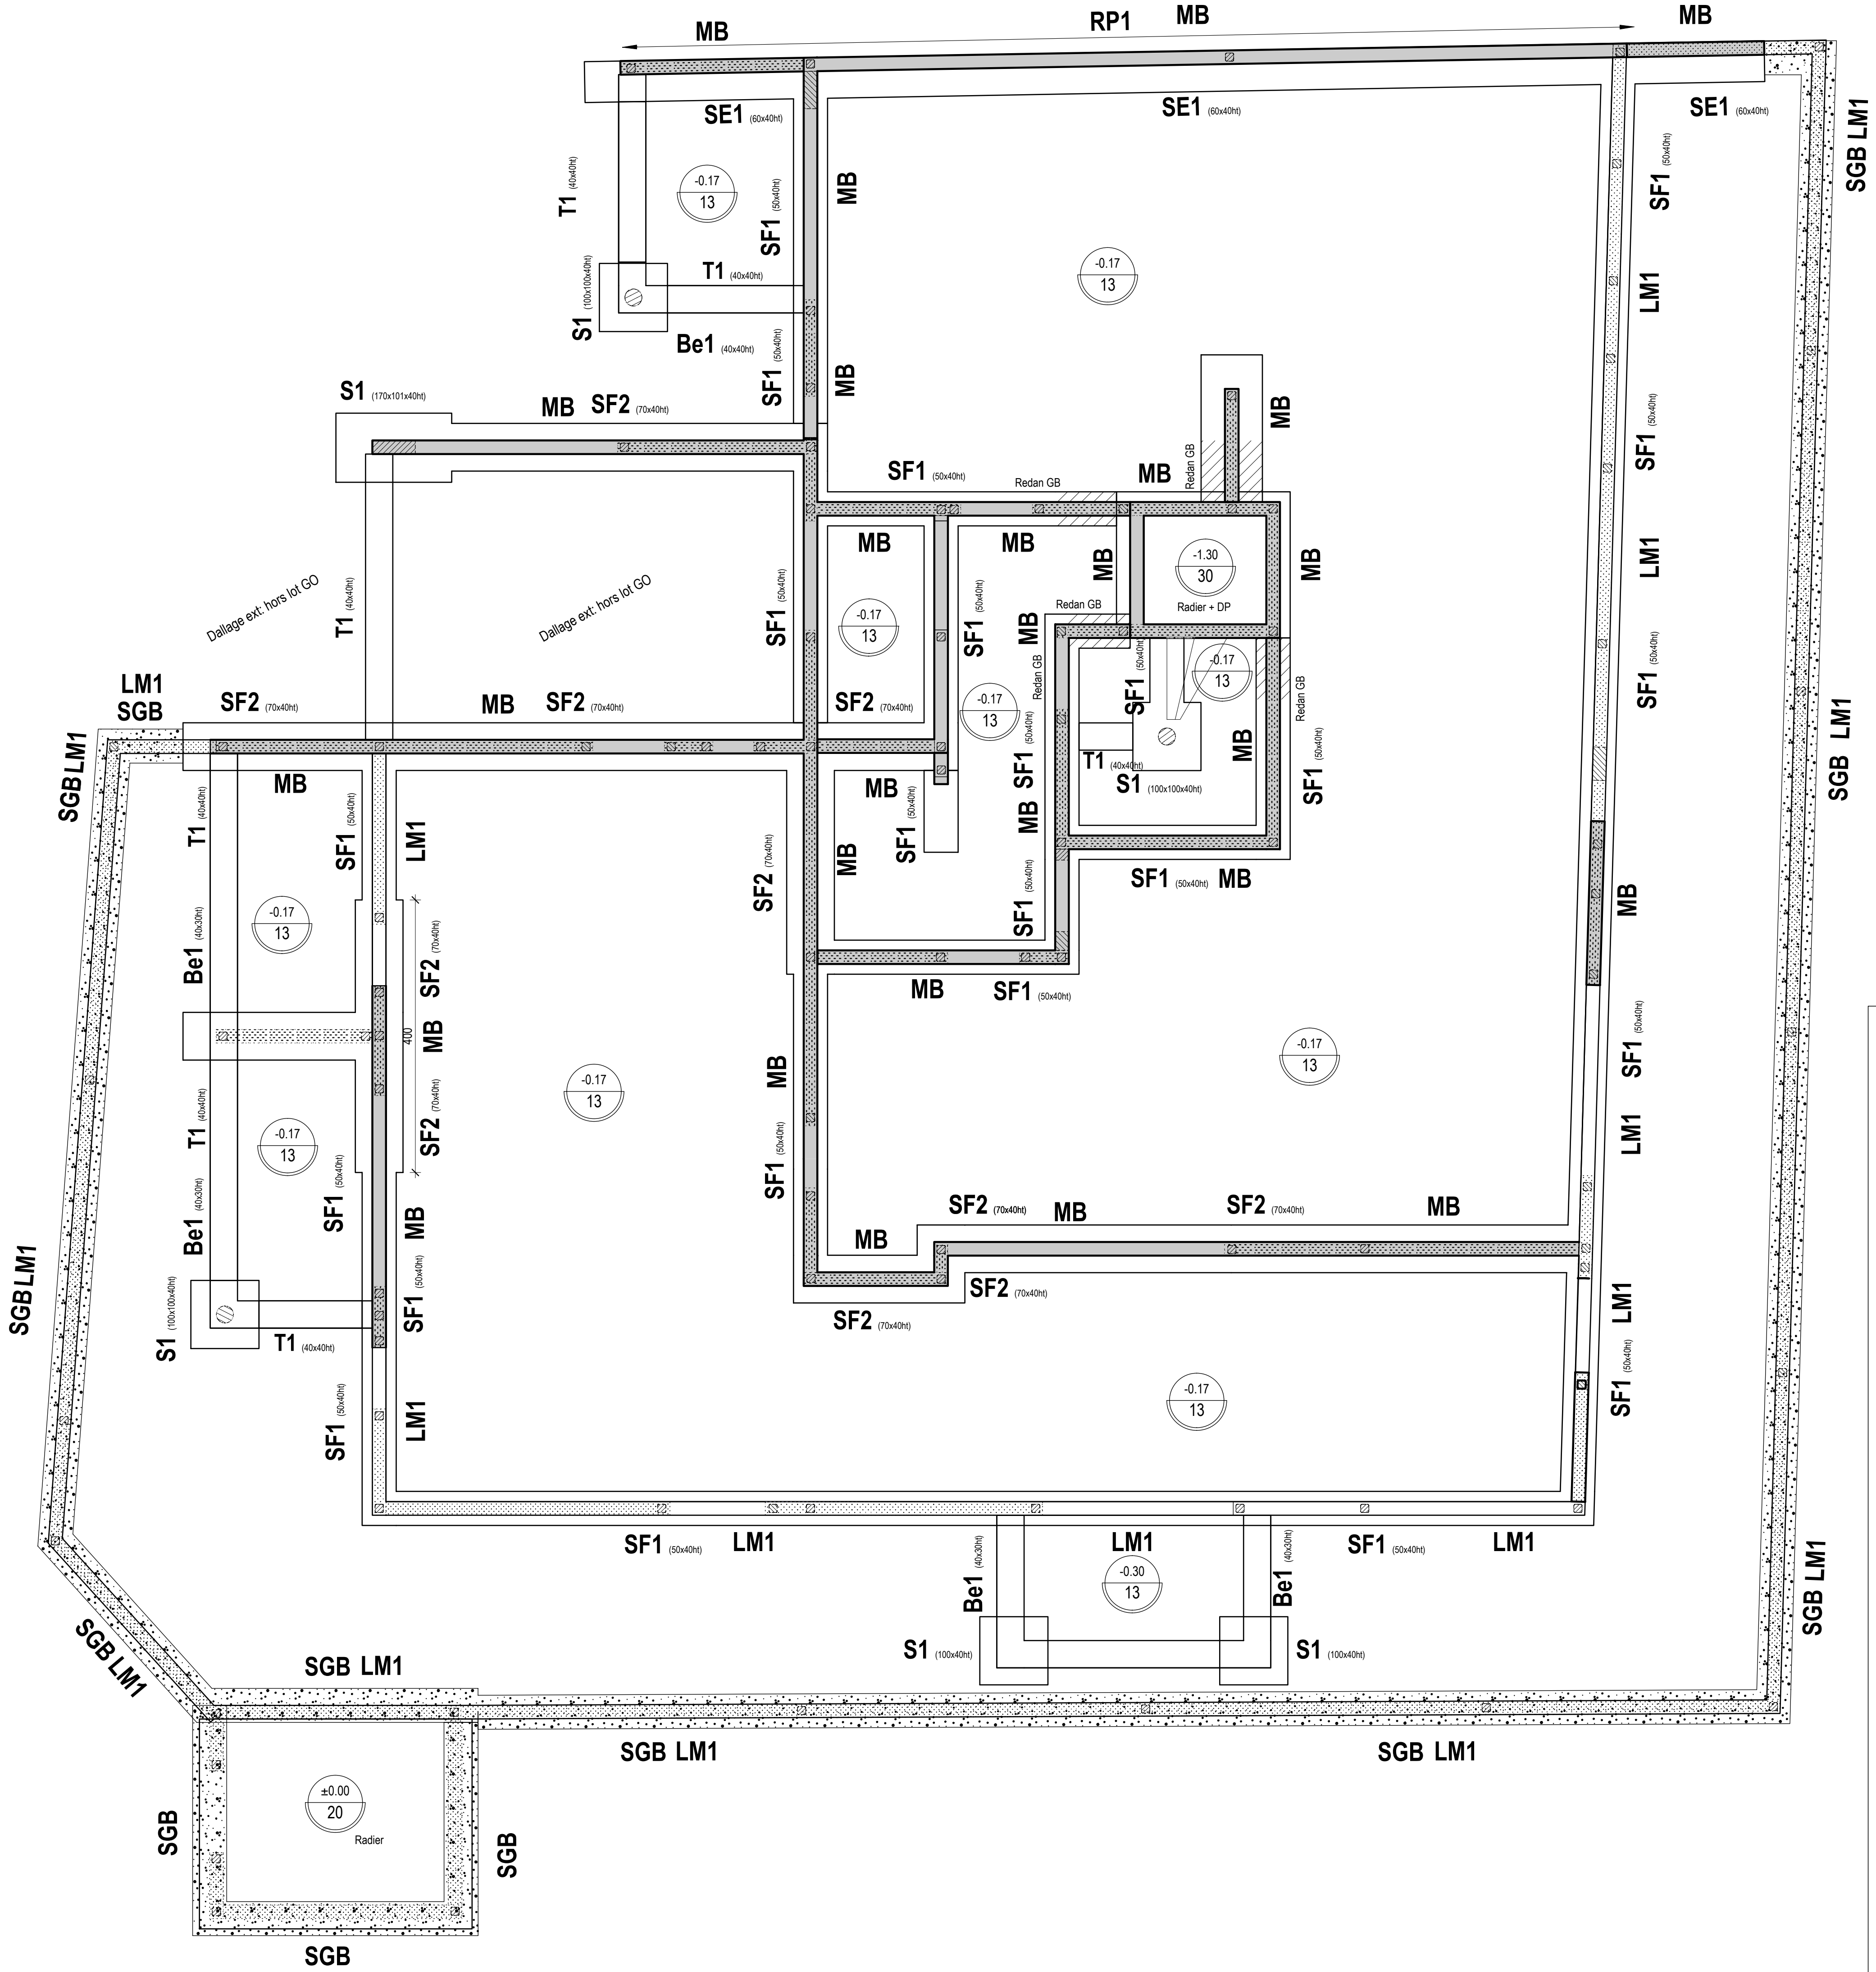 MB
RP1
MB
MB
SE1 (60x40ht)
SE1 (60x40ht)
SE1 (60x40ht)
SGB LM1
T1 (40x40ht)
-0.17
13
SF1 (50x40ht)
MB
SF1 (50x40ht)
T1 (40x40ht)
-0.17
13
LM1
S1 (100x100x40ht)
Be1 (40x40ht)
SF1 (50x40ht)
MB
S1 (170x101x40ht)
MB
SF2 (70x40ht)
MB
SF1 (50x40ht)
SF1 (50x40ht)
Redan GB
MB
Redan GB
MB
MB
MB
-1.30
30
Radier + DP
MB
LM1
Dallage ext: hors lot GO
T1 (40x40ht)
Dallage ext: hors lot GO
SF1 (50x40ht)
-0.17
13
SF1 (50x40ht)
MB
Redan GB
SF1 (50x40ht)
-0.17
13
SF1 (50x40ht)
LM1
SGB
SF2 (70x40ht)
MB
SF2 (70x40ht)
SF2 (70x40ht)
-0.17
13
Redan GB
Redan GB
SGB LM1
SGB LM1
MB
T1 (40x40ht)
SF1 (50x40ht)
LM1
SF2 (70x40ht)
MB
MB
SF1 (50x40ht)
SF1 (50x40ht)
MB
T1 (40x40ht)
S1 (100x100x40ht)
MB
SF1 (50x40ht)
SF1 (50x40ht)
SF1 (50x40ht)
MB
MB
-0.17
13
Be1 (40x30ht)
SF2 (70x40ht)
400
MB
MB
SF1 (50x40ht)
SF1 (50x40ht)
-0.17
13
MB
-0.17
13
T1 (40x40ht)
-0.17
13
SF2 (70x40ht)
LM1
Be1 (40x30ht)
SF1 (50x40ht)
MB
SF1 (50x40ht)
SF2 (70x40ht)
MB
SF2 (70x40ht)
MB
MB
SGB LM1
S1 (100x100x40ht)
T1 (40x40ht)
SF1 (50x40ht)
SF2 (70x40ht)
SF2 (70x40ht)
LM1
SF1 (50x40ht)
SF1 (50x40ht)
LM1
-0.17
13
SF1 (50x40ht)
LM1
LM1
SF1 (50x40ht)
LM1
Be1 (40x30ht)
-0.30
13
Be1 (40x30ht)
SGB LM1
SGB LM1
S1 (100x40ht)
S1 (100x40ht)
SGB LM1
SGB LM1
SGB LM1
±0.00
20
Radier
SGB
SGB
SGB